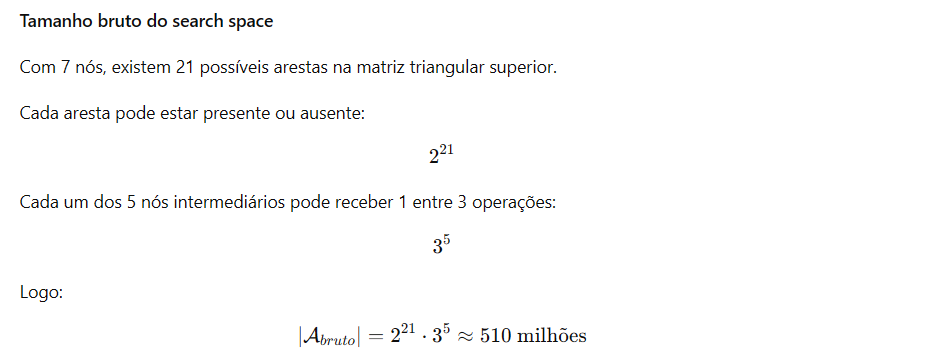 Tamanho bruto do search space
Com 7 nós, existem 21 possíveis arestas na matriz triangular superior.
Cada aresta pode estar presente ou ausente:
2^{21}
Cada um dos 5 nós intermediários pode receber 1 entre 3 operações:
3^5
Logo:
|\mathcal{A}_{bruto}| = 2^{21} \cdot 3^5 ≈ 510 milhões